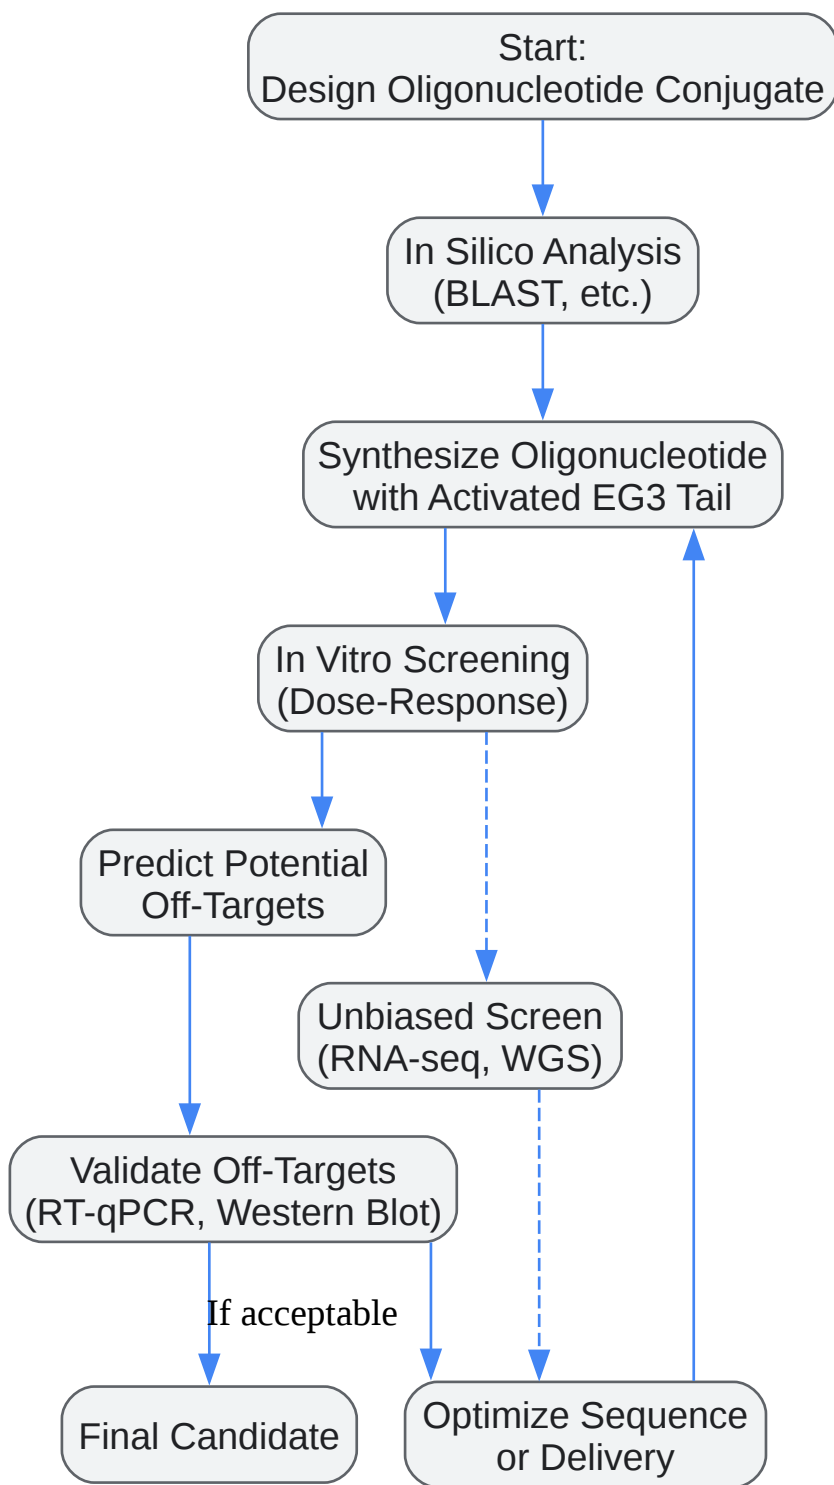 Start:
Design Oligonucleotide Conjugate
In Silico Analysis
(BLAST, etc.)
Synthesize Oligonucleotide
with Activated EG3 Tail
In Vitro Screening
(Dose-Response)
Predict Potential
Off-Targets
Unbiased Screen
(RNA-seq, WGS)
Validate Off-Targets
(RT-qPCR, Western Blot)
If acceptable
Final Candidate
Optimize Sequence
or Delivery